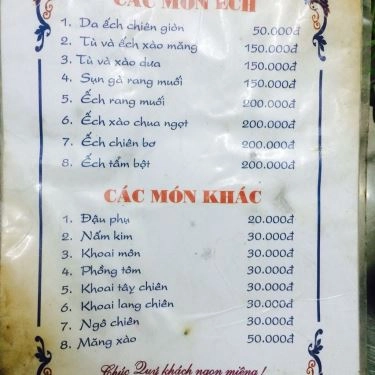 CÁC MÓN ẾCH
1. Da ếch chiên giòn 50.000đ
2. Tù và ếch xào măng 150.000đ
3. Tù và xào dưa 150.000đ
4. Sụn gà rang muối 150.000đ
5. Ếch rang muối 200.000đ
6. Ếch xào chua ngọt 200.000đ
7. Ếch chiên bơ 200.000đ
8. Ếch tẩm bột 200.000đ
CÁC MÓN KHÁC
1. Đậu phụ 20.000đ
2. Nấm kim 30.000đ
3. Khoai môn 30.000đ
4. Phồng tôm 30.000đ
5. Khoai tây chiên 30.000đ
6. Khoai lang chiên 30.000đ
7. Ngô chiên 30.000đ
8. Măng xào 50.000đ
Chúc Quý khách ngon miệng!